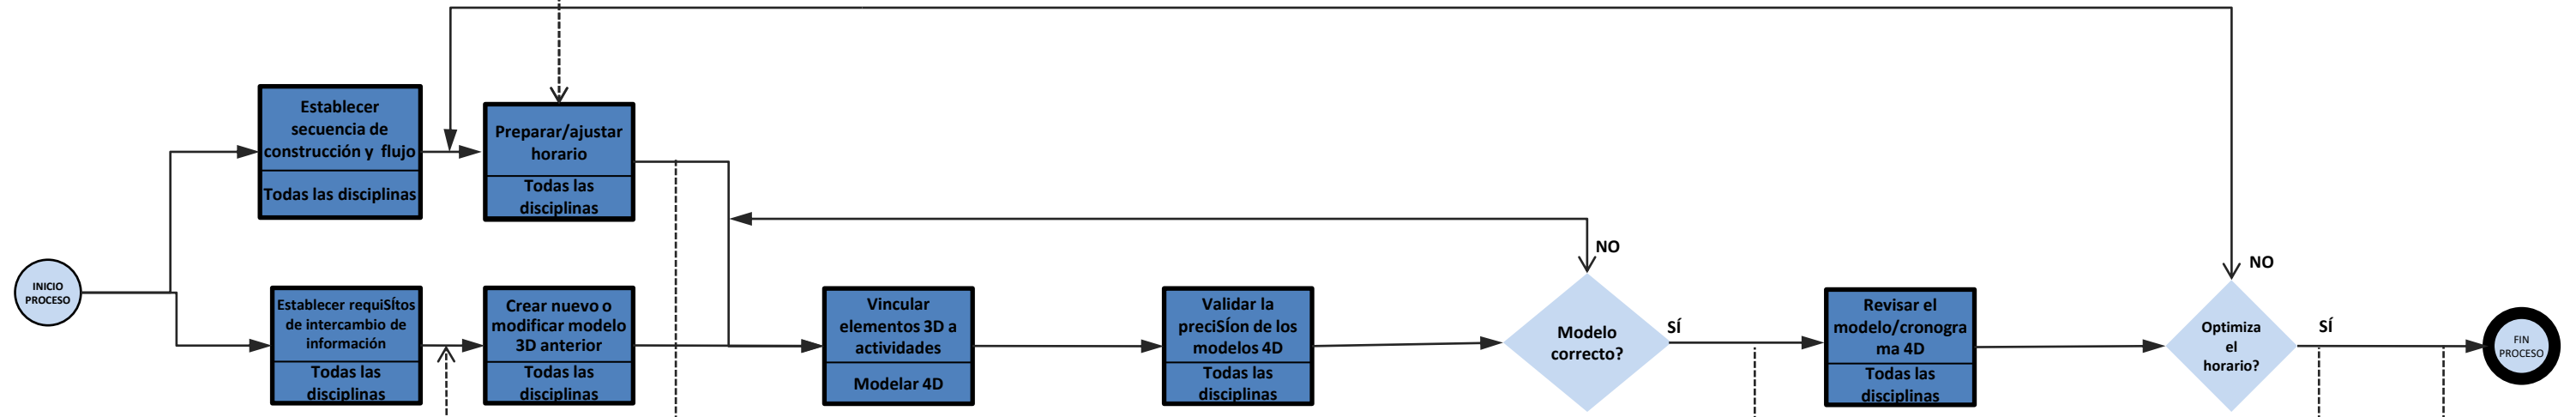 INICIO
PROCESO
Establecer
secuencia de
construcción y flujo
Todas las disciplinas
Preparar/ajustar
horario
Todas las
disciplinas
Establecer requiSÍtos
de intercambio de
información
Todas las
disciplinas
Crear nuevo o
modificar modelo
3D anterior
Todas las
disciplinas
Vincular
elementos 3D a
actividades
Modelar 4D
Validar la
preciSÍon de los
modelos 4D
Todas las
disciplinas
NO
Modelo
correcto?
SÍ
Revisar el
modelo/cronogra
ma 4D
Todas las
disciplinas
NO
Optimiza
el
horario?
SÍ
FIN
PROCESO